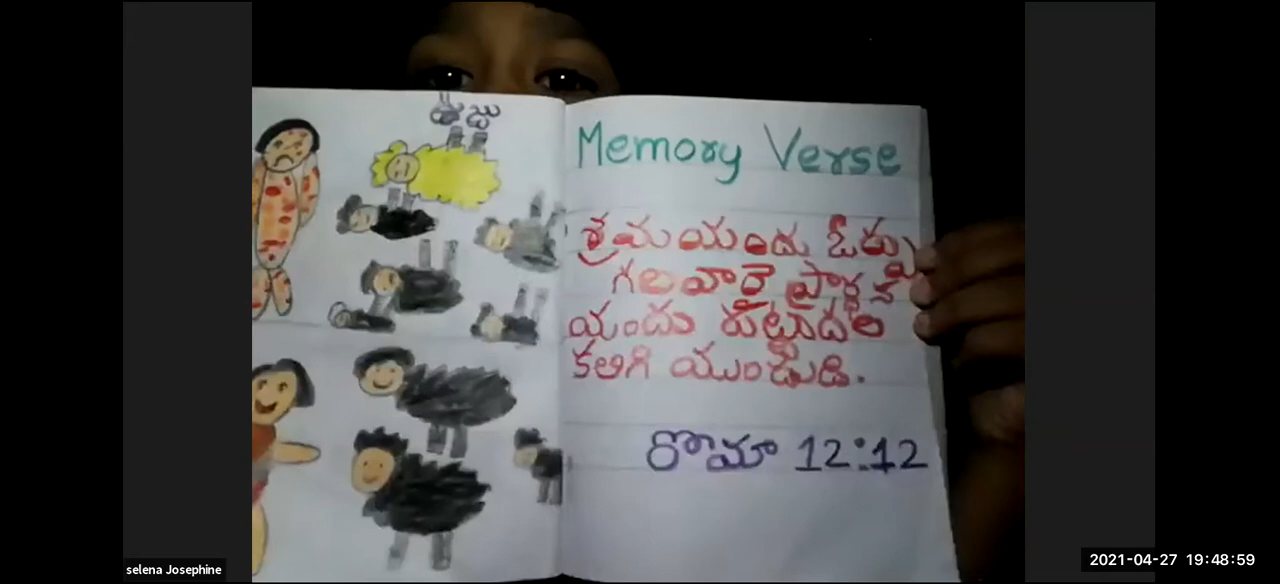 ఊజు
Memory Verse
శ్రమయందు ఓర్పు
గలవారై ప్రార్థన
యందు పట్టుదల
కలిగి యుండుడి.
రోమా 12:12
selena Josephine
2021-04-27 19:48:59